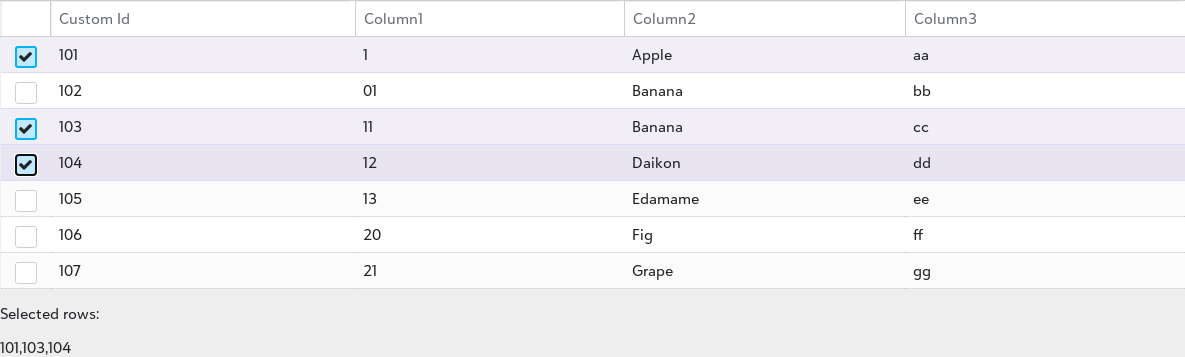 Custom Id Column1 Column2 Column3
101 1 Apple aa
102 01 Banana bb
103 11 Banana cc
104 12 Daikon dd
105 13 Edamame ee
106 20 Fig ff
107 21 Grape gg
Selected rows:
101,103,104